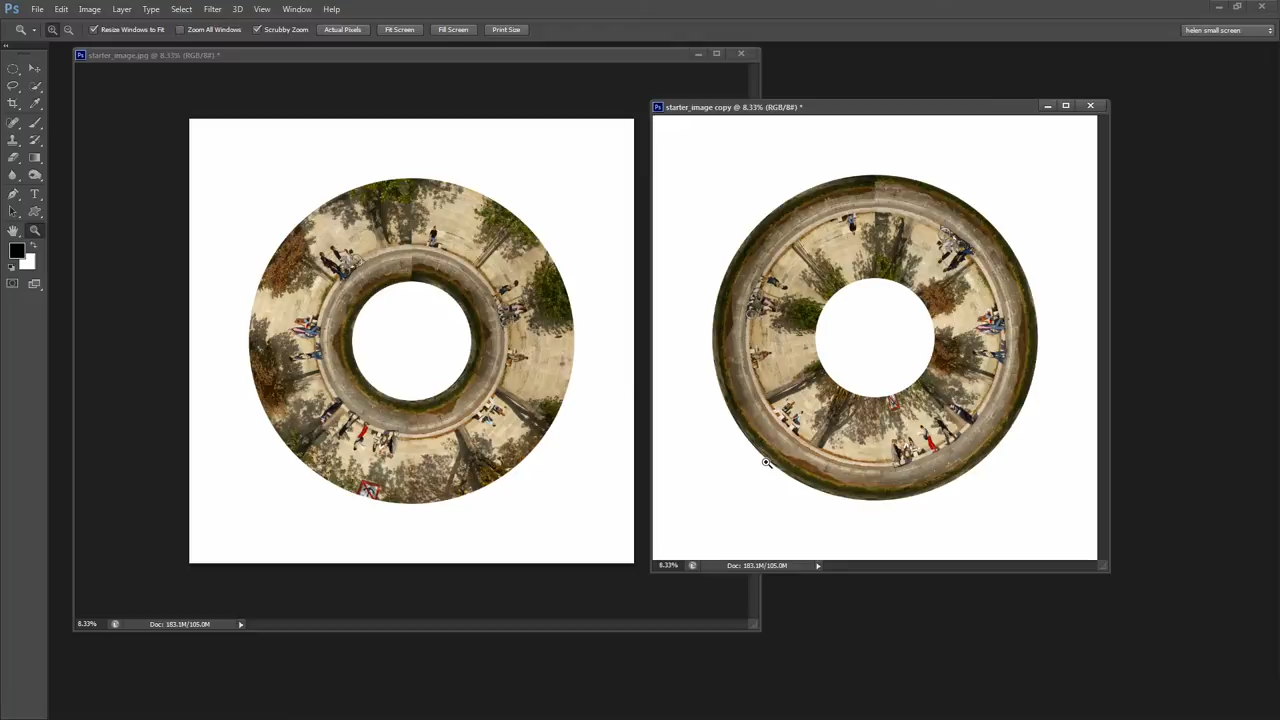 Ps File Edit Image Layer Type Select Filter 3D View Window Help
Resize Windows to Fit Zoom All Windows Scrubby Zoom Actual Pixels Fit Screen Fill Screen Print Size helen small screen
Ps starter_image.jpg @ 8.33% (RGB/8#) *
Ps starter_image copy @ 8.33% (RGB/8#) *
T
8.33% Doc: 183.1M/105.0M
8.33% Doc: 183.1M/105.0M